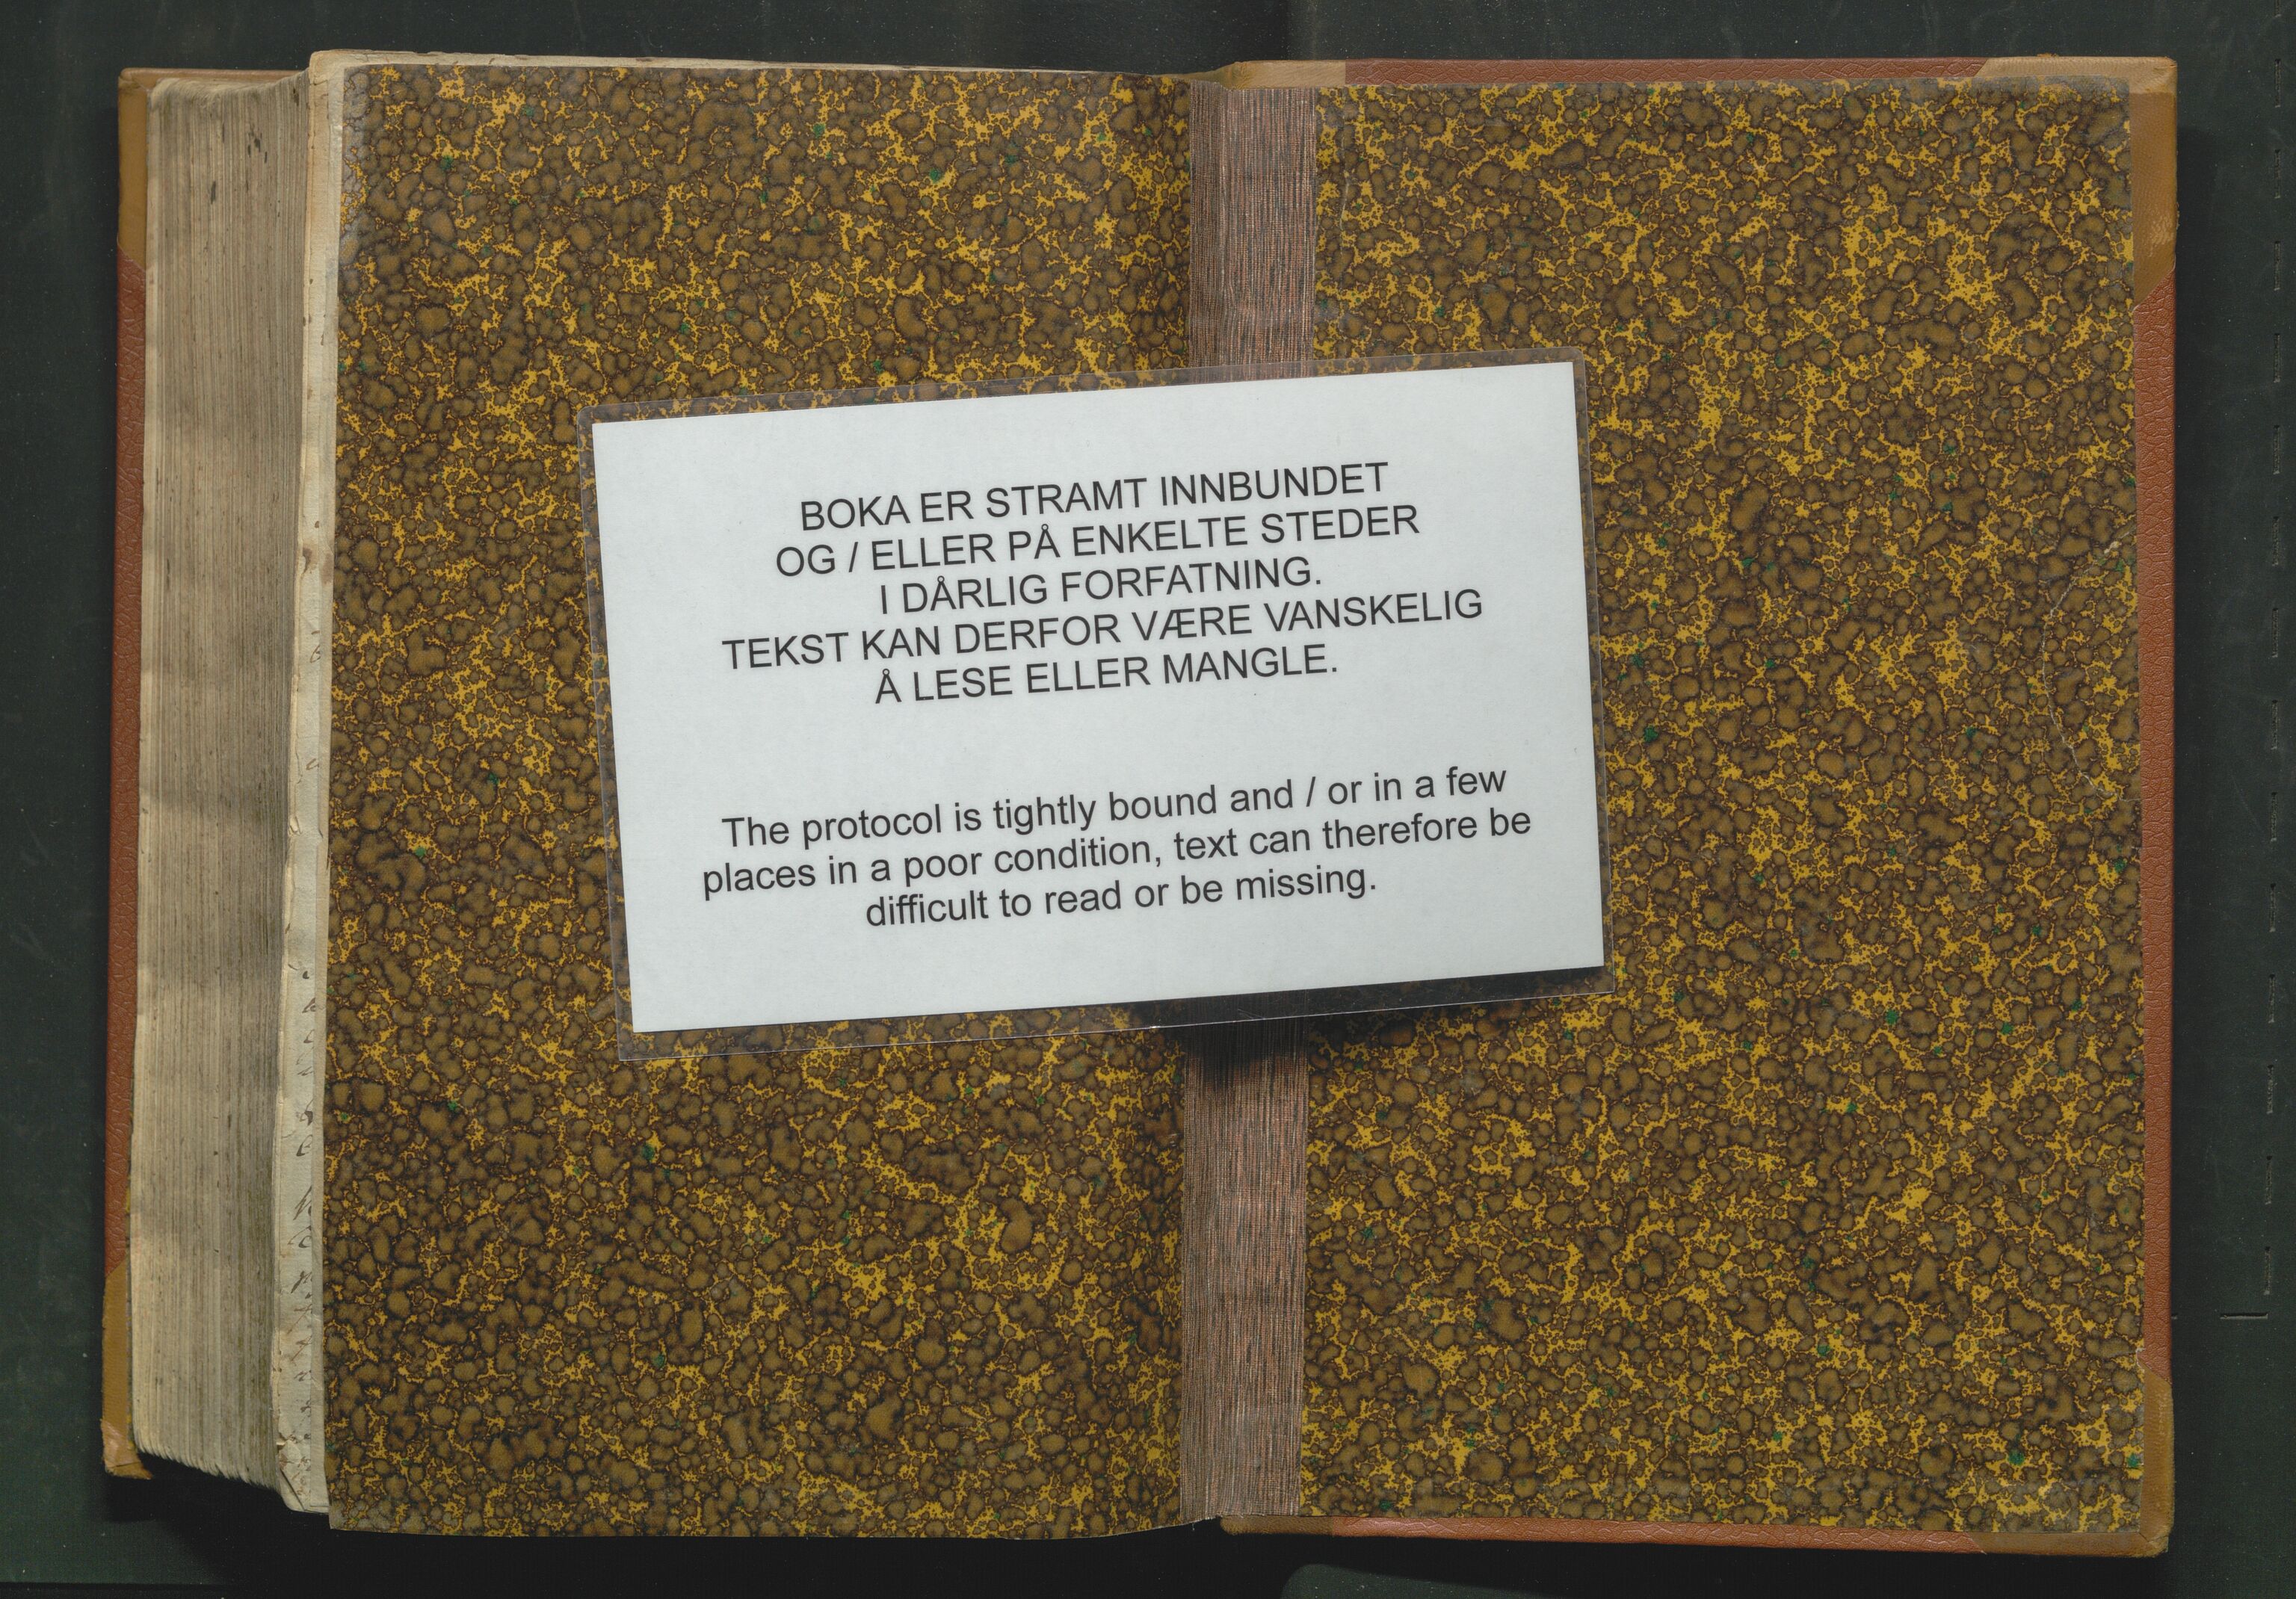 BOKA ER STRAMT INNBUNDET
OG / ELLER PÅ ENKELTE STEDER
I DÅRLIG FORFATNING.
TEKST KAN DERFOR VÆRE VANSKELIG
Å LESE ELLER MANGLE.
The protocol is tightly bound and / or in a few
places in a poor condition, text can therefore be
difficult to read or be missing.